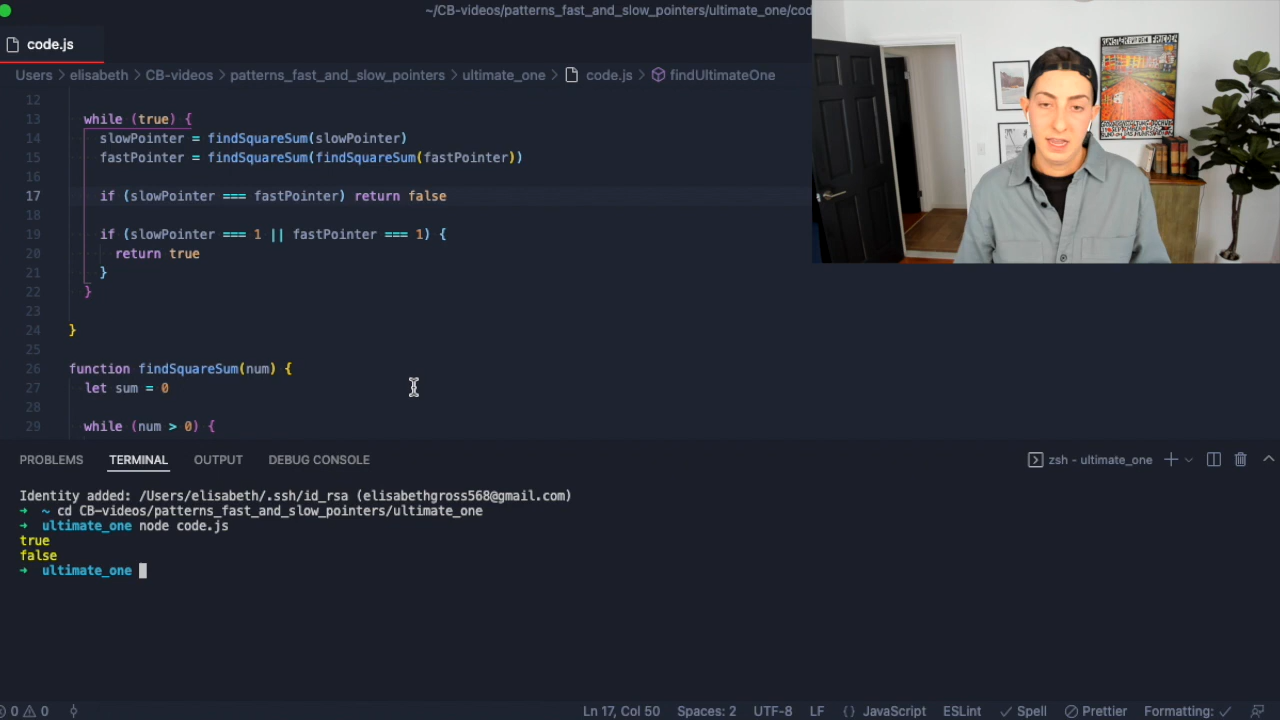 ~/CB-videos/patterns_fast_and_slow_pointers/ultimate_one/cod
code.js
Users > elisabeth > CB-videos > patterns_fast_and_slow_pointers > ultimate_one > code.js > findUltimateOne
12
13 while (true) {
14 slowPointer = findSquareSum(slowPointer)
15 fastPointer = findSquareSum(findSquareSum(fastPointer))
16
17 if (slowPointer === fastPointer) return false
18
19 if (slowPointer === 1 || fastPointer === 1) {
20 return true
21 }
22 }
23
24 }
25
26 function findSquareSum(num) {
27 let sum = 0
28
29 while (num > 0) {
PROBLEMS TERMINAL OUTPUT DEBUG CONSOLE zsh - ultimate_one
Identity added: /Users/elisabeth/.ssh/id_rsa (elisabethgross568@gmail.com)
→ ~ cd CB-videos/patterns_fast_and_slow_pointers/ultimate_one
→ ultimate_one node code.js
true
false
→ ultimate_one
0 0 Ln 17, Col 50 Spaces: 2 UTF-8 LF {} JavaScript ESLint ✓ Spell Prettier Formatting: ✓